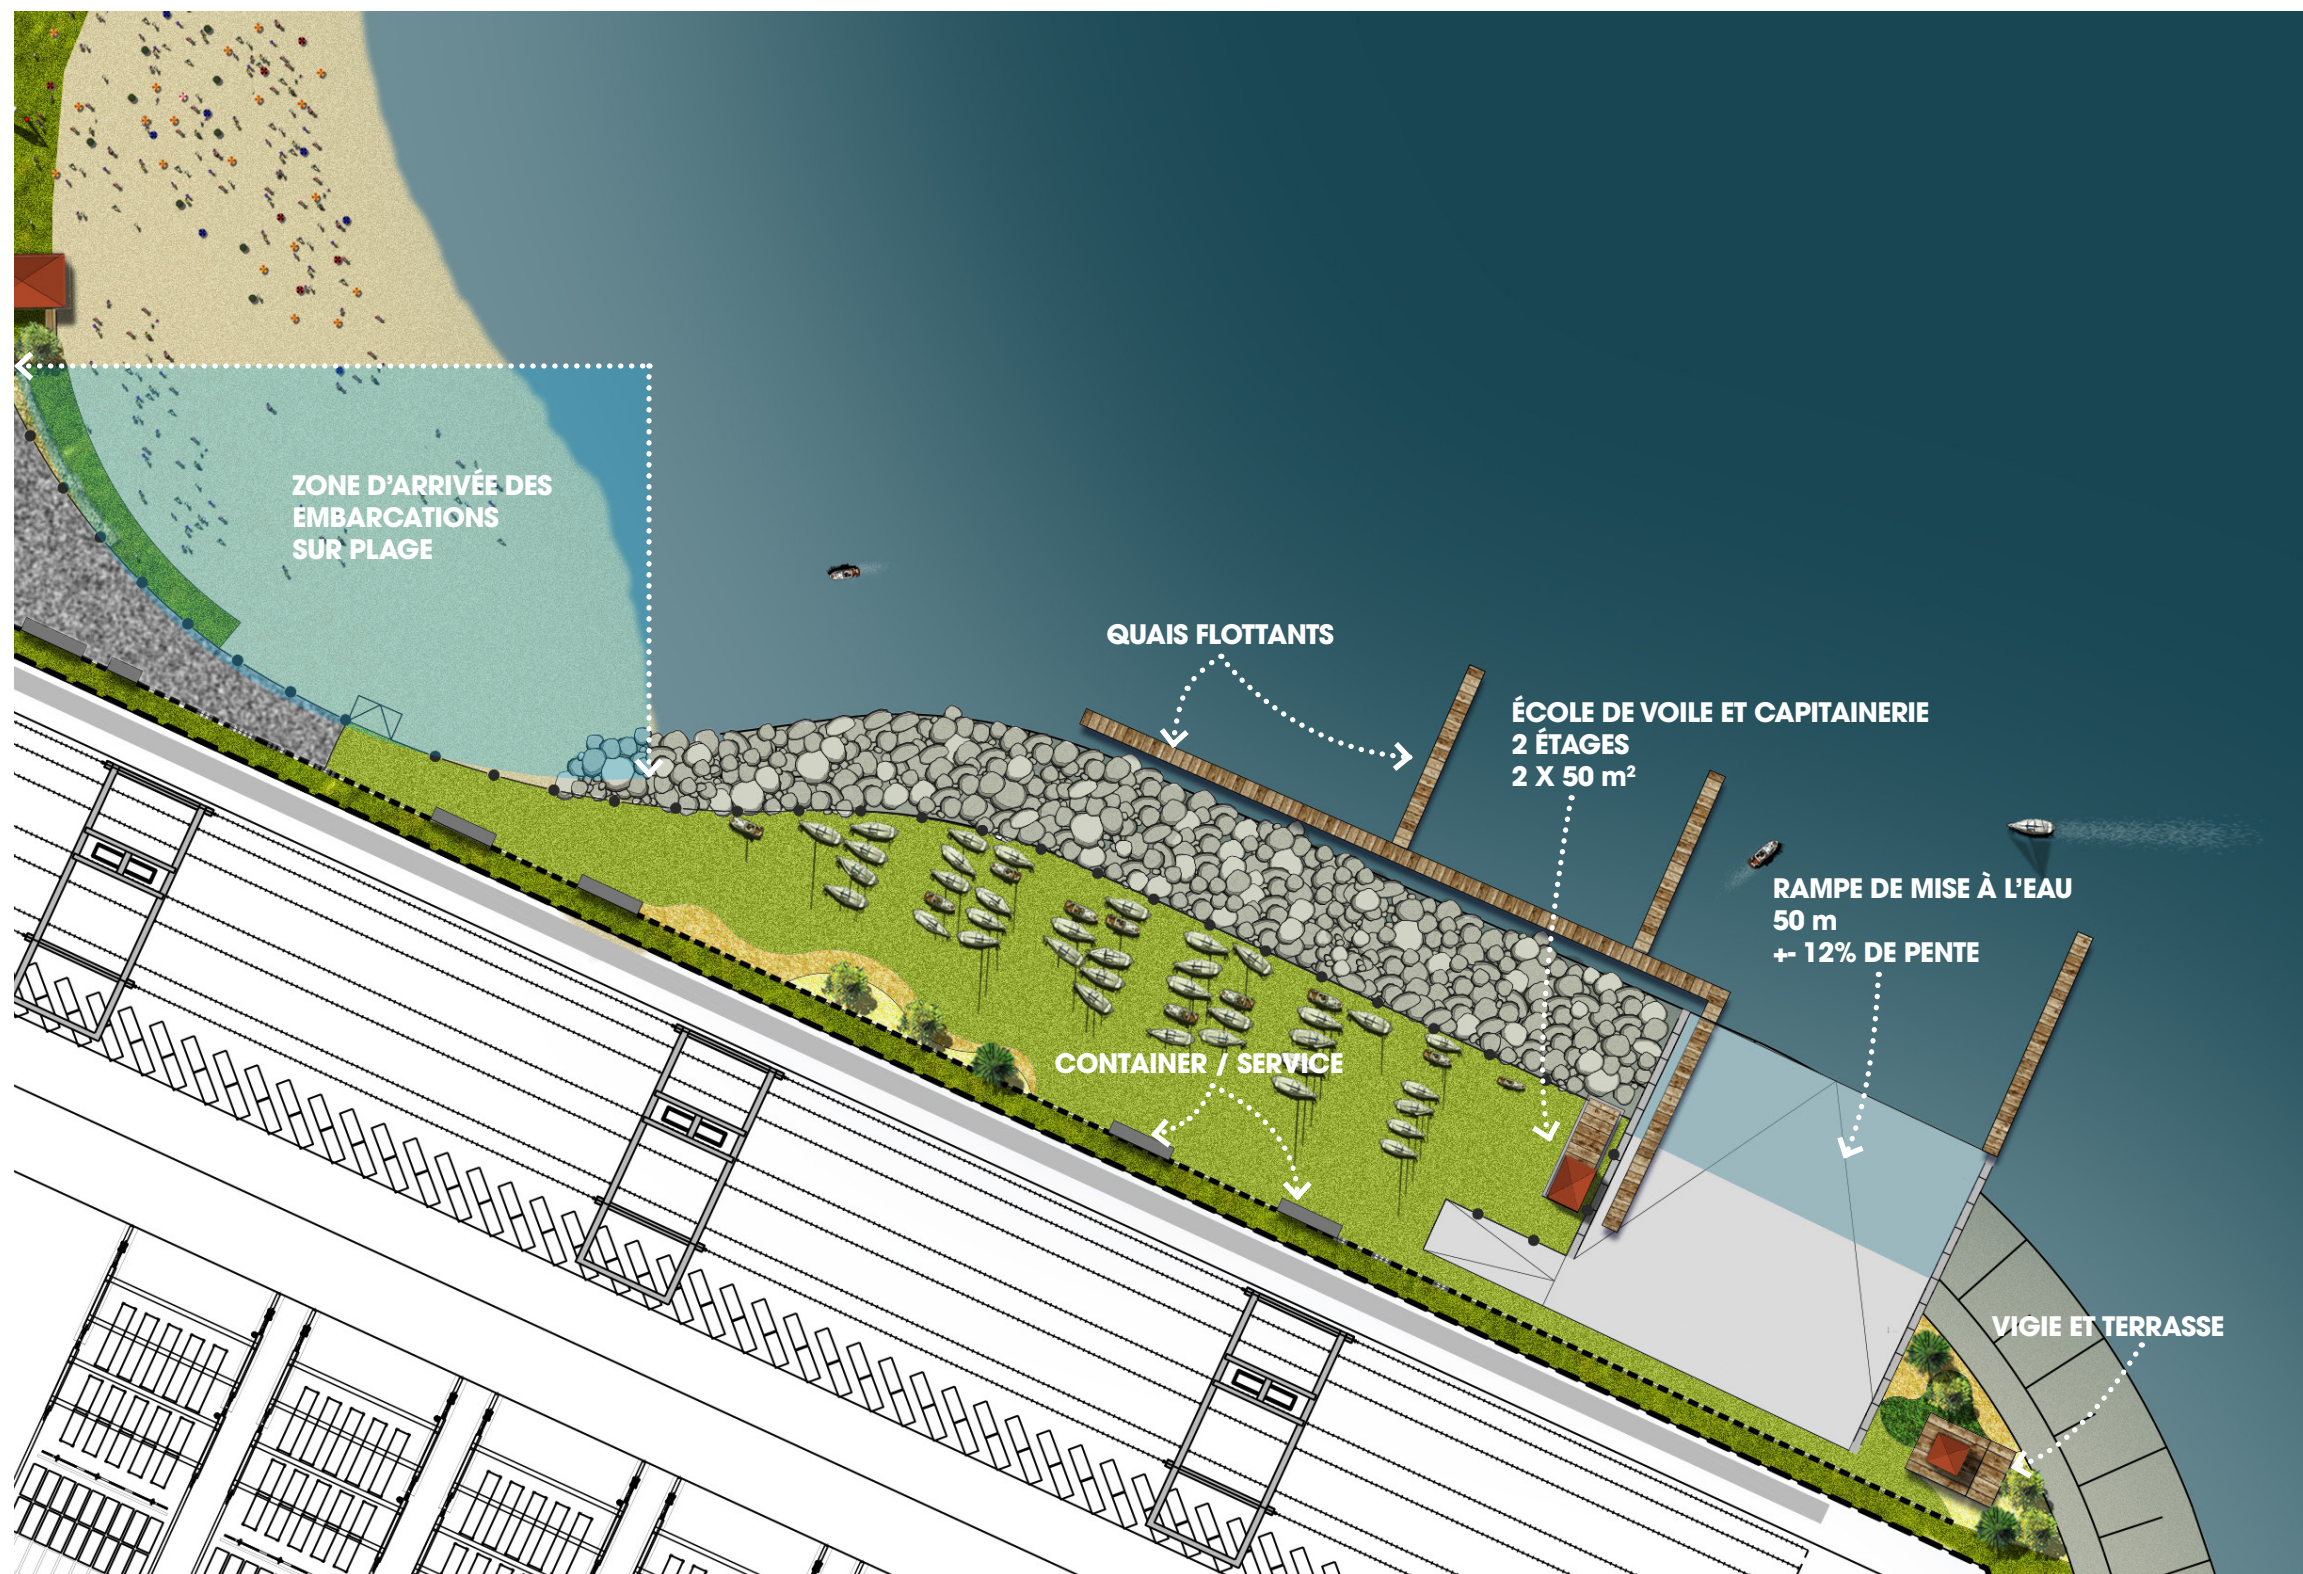 ZONE D'ARRIVÉE DES
EMBARCATIONS
SUR PLAGE
QUAIS FLOTTANTS
ÉCOLE DE VOILE ET CAPITAINERIE
2 ÉTAGES
2 X 50 m²
RAMPE DE MISE À L'EAU
50 m
+- 12% DE PENTE
CONTAINER / SERVICE
VIGIE ET TERRASSE